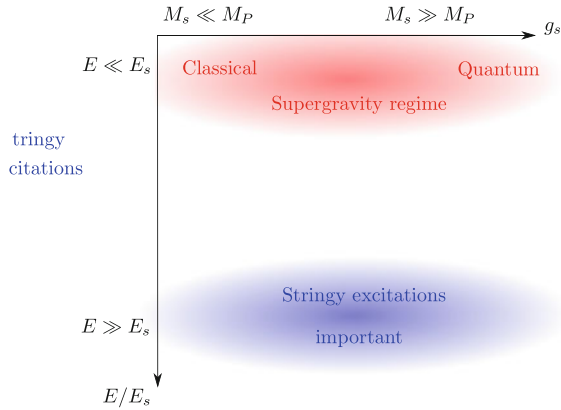 M_s ≪ M_P M_s ≫ M_P
g_s
E ≪ E_s Classical Quantum
Supergravity regime
tringy
citations
Stringy excitations
E ≫ E_s important
E/E_s